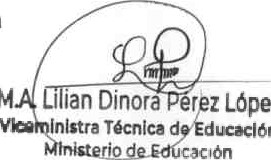 M.A. Lilian Dinora Pérez Lópe
Viceministra Técnica de Educación
Ministerio de Educación